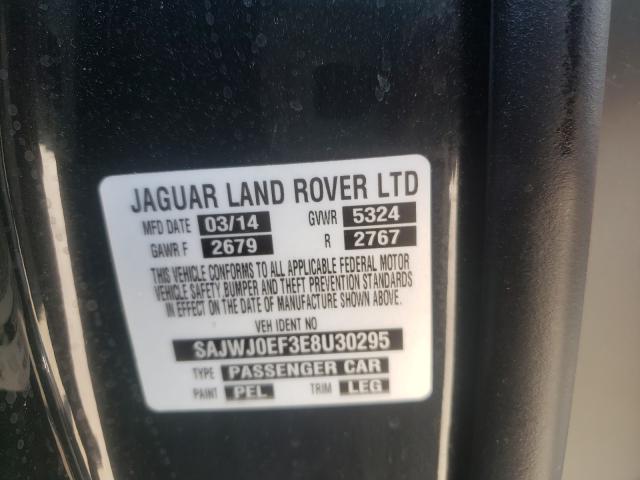 JAGUAR LAND ROVER LTD
MFD DATE 03/14 GVWR 5324
GAWR F 2679 R 2767
THIS VEHICLE CONFORMS TO ALL APPLICABLE FEDERAL MOTOR
VEHICLE SAFETY BUMPER AND THEFT PREVENTION STANDARDS
IN EFFECT ON THE DATE OF MANUFACTURE SHOWN ABOVE.
VEH IDENT NO
SAJWJ0EF3E8U30295
TYPE PASSENGER CAR
PAINT PEL TRIM LEG